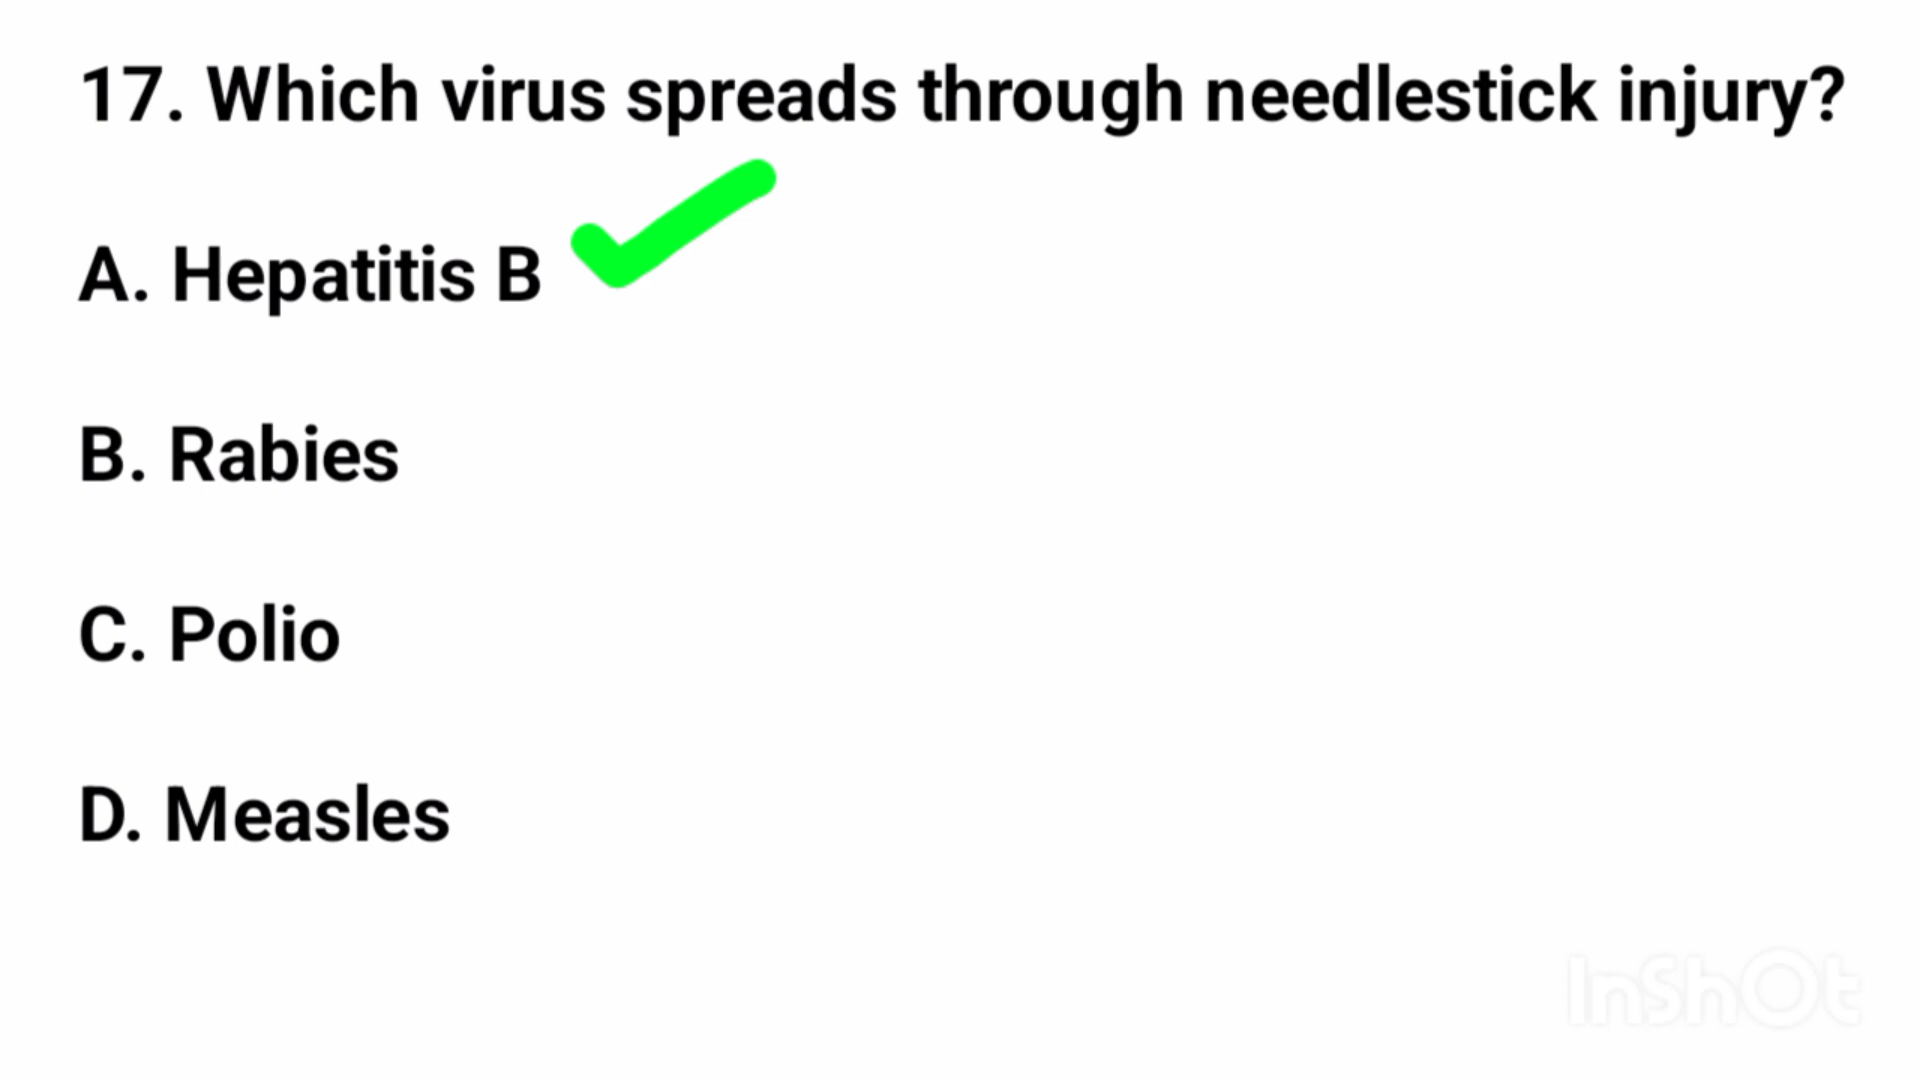 17. Which virus spreads through needlestick injury?
A. Hepatitis B
B. Rabies
C. Polio
D. Measles
InShOt